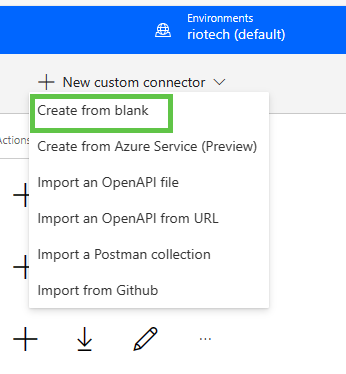 Environments
riotech (default)
New custom connector
Create from blank
Actions
Create from Azure Service (Preview)
Import an OpenAPI file
Import an OpenAPI from URL
Import a Postman collection
Import from Github
...